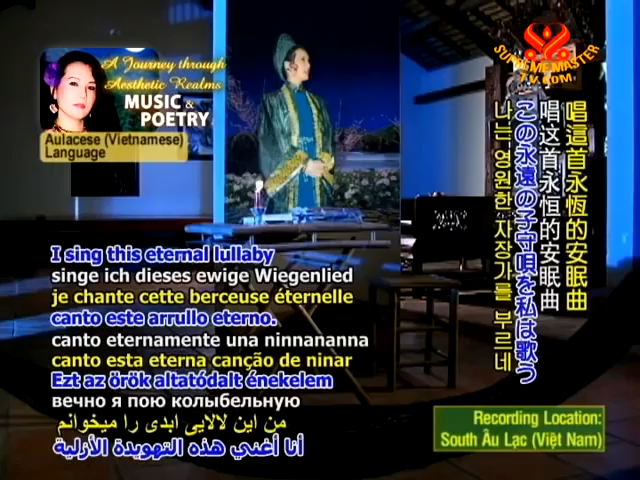 A Journey through
Aesthetic Realms
MUSIC &
POETRY
Aulacese (Vietnamese)
Language
SUPREME MASTER
TV.COM
唱這首永恆的安眠曲
唱这首永恒的安眠曲
この永遠の子守唄を私は歌う
나는 영원한 자장가를 부르네
I sing this eternal lullaby
singe ich dieses ewige Wiegenlied
je chante cette berceuse éternelle
canto este arrullo eterno.
canto eternamente una ninnananna
canto esta eterna canção de ninar
Ezt az örök altatódalt énekelem
вечно я пою колыбельную
من این لالایی ابدی را میخوانم
أنا أغني هذه التهويدة الأزلية
Recording Location:
South Âu Lạc (Việt Nam)